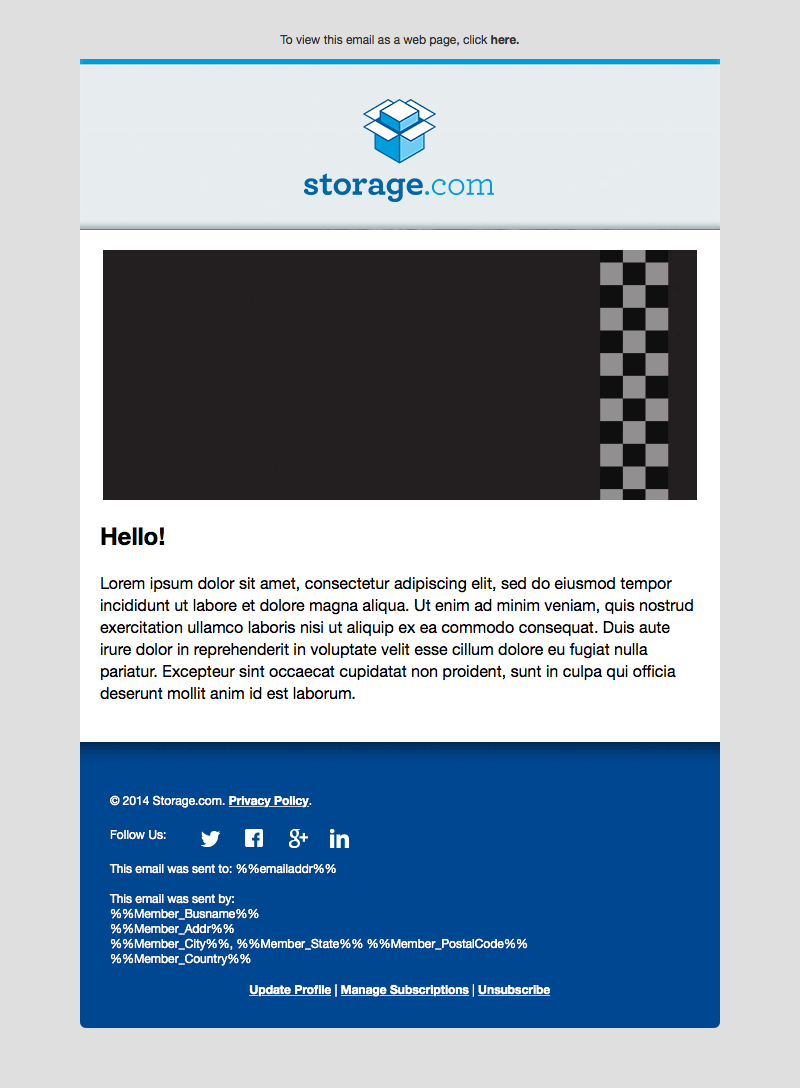 To view this email as a web page, click here.
storage.com
Hello!
Lorem ipsum dolor sit amet, consectetur adipiscing elit, sed do eiusmod tempor
incididunt ut labore et dolore magna aliqua. Ut enim ad minim veniam, quis nostrud
exercitation ullamco laboris nisi ut aliquip ex ea commodo consequat. Duis aute
irure dolor in reprehenderit in voluptate velit esse cillum dolore eu fugiat nulla
pariatur. Excepteur sint occaecat cupidatat non proident, sunt in culpa qui officia
deserunt mollit anim id est laborum.
© 2014 Storage.com. Privacy Policy.
Follow Us:
This email was sent to: %%emailaddr%%
This email was sent by:
%%Member_Busname%%
%%Member_Addr%%
%%Member_City%%, %%Member_State%% %%Member_PostalCode%%
%%Member_Country%%
Update Profile | Manage Subscriptions | Unsubscribe